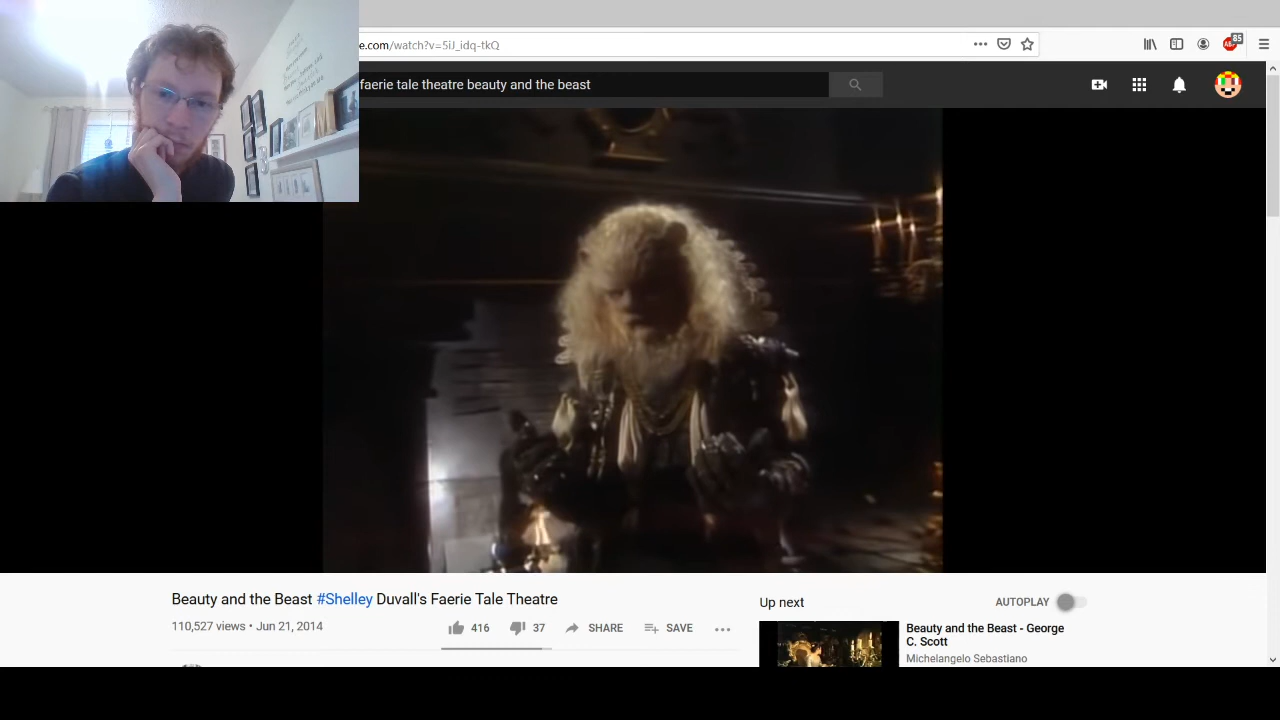 e.com/watch?v=5iJ_idq-tkQ
85
faerie tale theatre beauty and the beast
Beauty and the Beast #Shelley Duvall's Faerie Tale Theatre
110,527 views • Jun 21, 2014
416
37
SHARE
SAVE
Up next
AUTOPLAY
Beauty and the Beast - George
C. Scott
Michelangelo Sebastiano